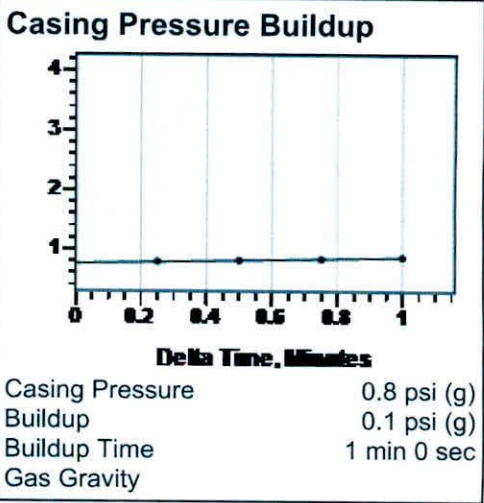 Casing Pressure Buildup
4
3
2
1
0 0.2 0.4 0.6 0.8 1
Delta Time, Minutes
Casing Pressure 0.8 psi (g)
Buildup 0.1 psi (g)
Buildup Time 1 min 0 sec
Gas Gravity